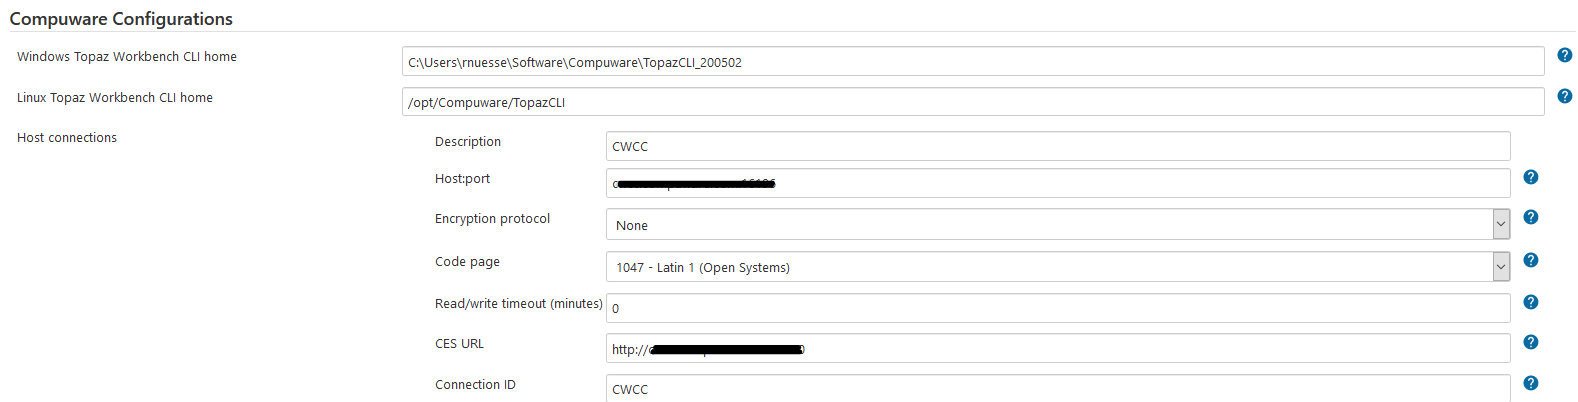 Compuware Configurations
Windows Topaz Workbench CLI home
C:\Users\rnuesse\Software\Compuware\TopazCLI_200502
Linux Topaz Workbench CLI home
/opt/Compuware/TopazCLI
Host connections
Description
CWCC
Host:port
Encryption protocol
None
Code page
1047 - Latin 1 (Open Systems)
Read/write timeout (minutes)
0
CES URL
http://
Connection ID
CWCC